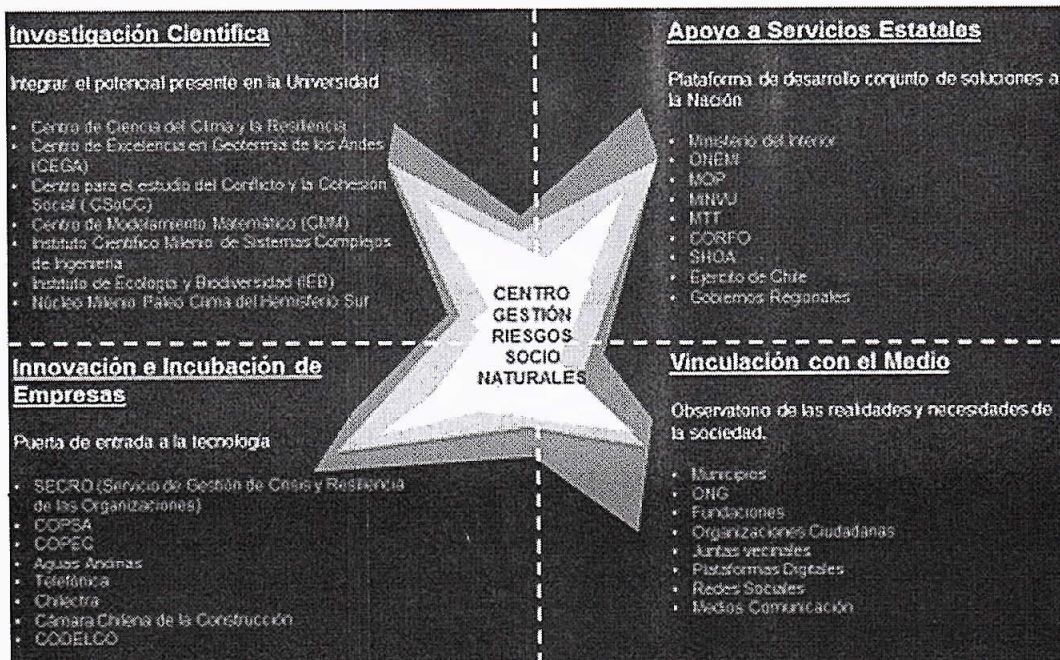 Investigación Científica
Integrar el potencial presente en la Universidad
• Centro de Ciencia del Clima y la Resiliencia
• Centro de Excelencia en Geotermia de los Andes
(CEGA)
• Centro para el estudio del Conflicto y la Cohesión
Social (CSoCC)
• Centro de Modelamiento Matemático (CMM)
• Instituto Científico Milenio de Sistemas Complejos
de Ingeniería
• Instituto de Ecología y Biodiversidad (IEB)
• Núcleo Milenio Paleo Clima del Hemisferio Sur
Apoyo a Servicios Estatales
Plataforma de desarrollo conjunto de soluciones a
la Nación
• Ministerio del Interior
• ONEMI
• MOP
• MINVU
• MTT
• CORFO
• SHOA
• Ejercito de Chile
• Gobiernos Regionales
CENTRO
GESTIÓN
RIESGOS
SOCIO
NATURALES
Innovación e Incubación de
Empresas
Puerta de entrada a la tecnología
• SECRO (Servicio de Gestión de Crisis y Resiliencia
de las Organizaciones)
• COPSA
• COPEC
• Aguas Andinas
• Telefónica
• Chilectra
• Cámara Chilena de la Construcción
• CODELCO
Vinculación con el Medio
Observatorio de las realidades y necesidades de
la sociedad.
• Municipios
• ONG
• Fundaciones
• Organizaciones Ciudadanas
• Juntas vecinales
• Plataformas Digitales
• Redes Sociales
• Medios Comunicación